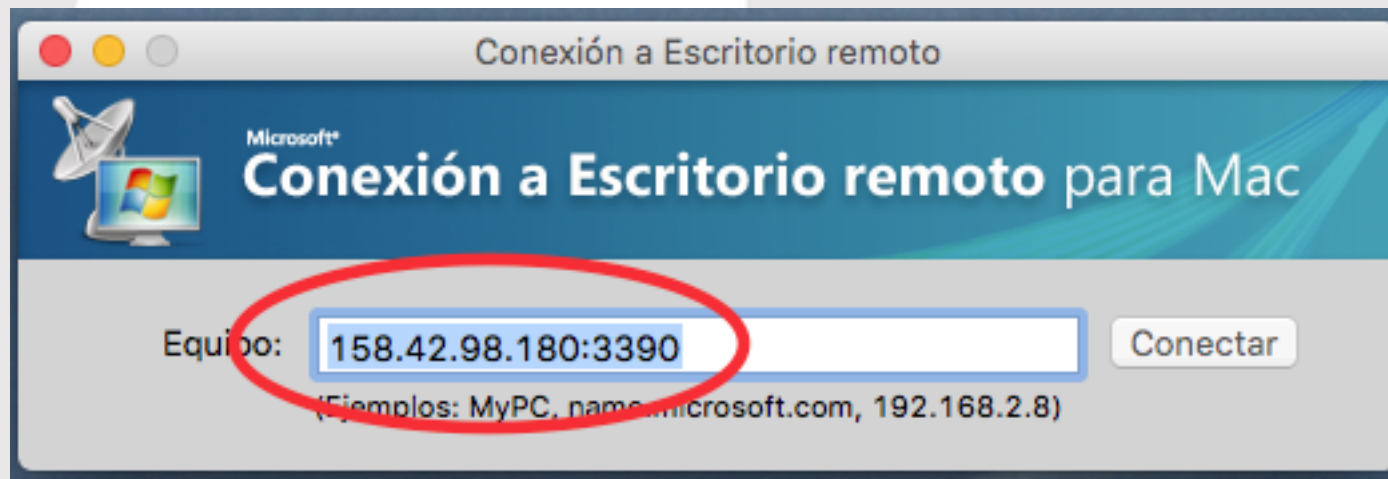 Conexión a Escritorio remoto
Microsoft®
Conexión a Escritorio remoto para Mac
Equipo: 158.42.98.180:3390 Conectar
(Ejemplos: MyPC, name.microsoft.com, 192.168.2.8)